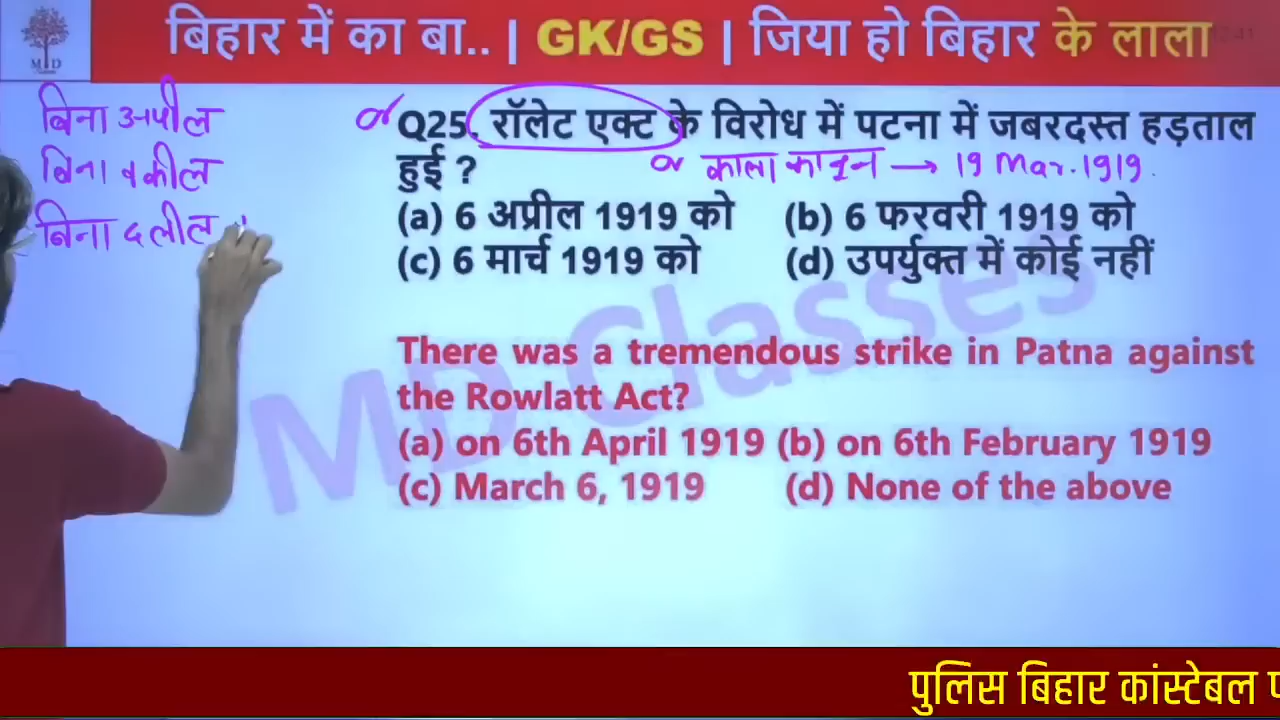 बिहार में का बा.. | GK/GS | जिया हो बिहार के लाला
MD
बिना अपील
बिना वकील
बिना दलील
Q25. रॉलेट एक्ट के विरोध में पटना में जबरदस्त हड़ताल
हुई ?
or काला कानून → 19 Mar. 1919.
(a) 6 अप्रील 1919 को (b) 6 फरवरी 1919 को
(c) 6 मार्च 1919 को (d) उपर्युक्त में कोई नहीं
There was a tremendous strike in Patna against
the Rowlatt Act?
(a) on 6th April 1919 (b) on 6th February 1919
(c) March 6, 1919 (d) None of the above
MD Classes
पुलिस बिहार कांस्टेबल